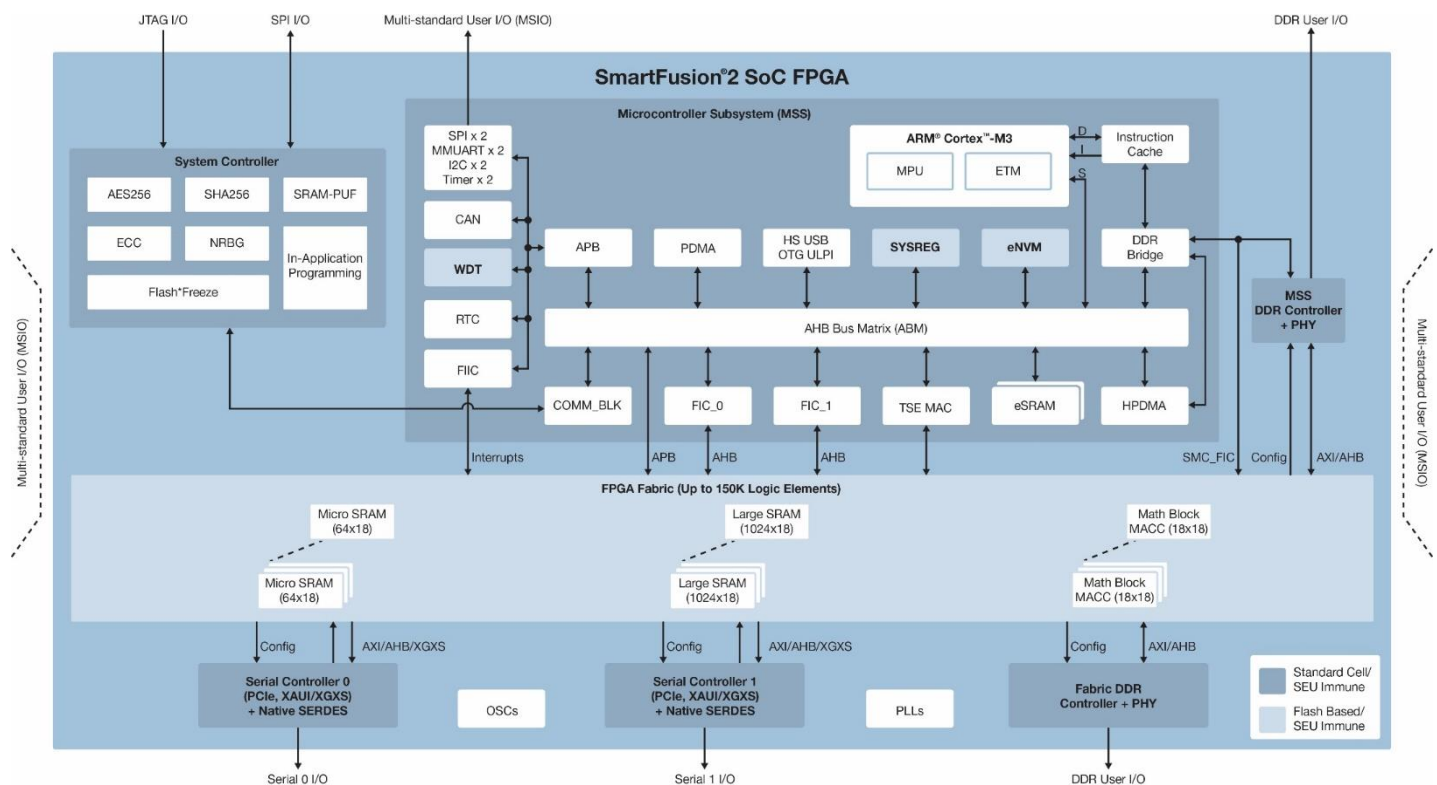 JTAG I/O
SPI I/O
Multi-standard User I/O (MSIO)
DDR User I/O
SmartFusion®2 SoC FPGA
Microcontroller Subsystem (MSS)
System Controller
AES256
SHA256
SRAM-PUF
ECC
NRBG
In-Application
Programming
Flash*Freeze
SPI x 2
MMUART x 2
I2C x 2
Timer x 2
CAN
WDT
RTC
FIIC
ARM® Cortex™-M3
MPU
ETM
D
I
S
Instruction
Cache
APB
PDMA
HS USB
OTG ULPI
SYSREG
eNVM
DDR
Bridge
AHB Bus Matrix (ABM)
COMM_BLK
FIC_0
FIC_1
TSE MAC
eSRAM
HPDMA
MSS
DDR Controller
+ PHY
Multi-standard User I/O (MSIO)
Multi-standard User I/O (MSIO)
Interrupts
APB
AHB
AHB
SMC_FIC
Config
AXI/AHB
FPGA Fabric (Up to 150K Logic Elements)
Micro SRAM
(64x18)
Large SRAM
(1024x18)
Math Block
MACC (18x18)
Micro SRAM
(64x18)
Large SRAM
(1024x18)
Math Block
MACC (18x18)
Config
AXI/AHB/XGXS
Config
AXI/AHB/XGXS
Config
AXI/AHB
Serial Controller 0
(PCIe, XAUI/XGXS)
+ Native SERDES
OSCs
Serial Controller 1
(PCIe, XAUI/XGXS)
+ Native SERDES
PLLs
Fabric DDR
Controller + PHY
Standard Cell/
SEU Immune
Flash Based/
SEU Immune
Serial 0 I/O
Serial 1 I/O
DDR User I/O